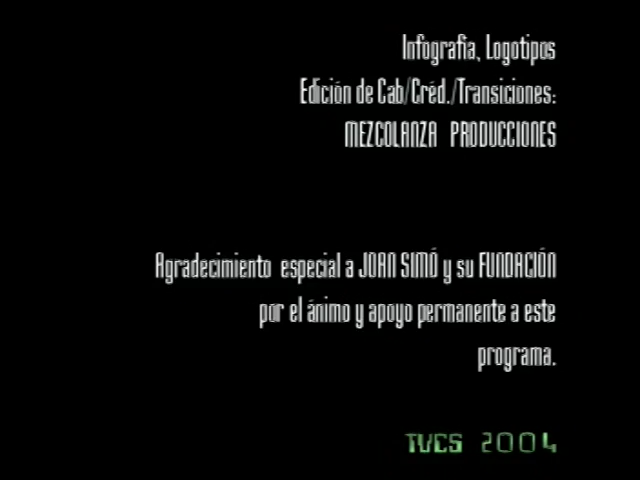 Infografia, Logotipos
Edición de Cab/Créd./Transiciones:
MEZCOLANZA PRODUCCIONES
Agradecimiento especial a JOAN SIMÓ y su FUNDACIÓN
por el ánimo y apoyo permanente a este
programa.
TVCS 2004